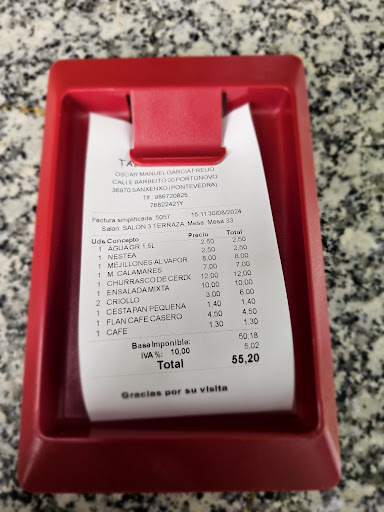 TA
OSCAR MANUEL GARCIA FREIJO
CALLE BARBEITO 20 PORTONOVO
36970 SANXENXO (PONTEVEDRA)
Tf.: 986720825
76822421Y
Factura simplificada: 5057 15:11 30/08/2024
Salon: SALON 3 TERRAZA, Mesa: Mesa 33
Uds Concepto Precio Total
1 AGUA GR 1,5L 2,50 2,50
1 NESTEA 2,50 2,50
1 MEJILLONES AL VAPOR 8,00 8,00
1 M. CALAMARES 7,00 7,00
1 CHURRASCO DE CERDO 12,00 12,00
1 ENSALADA MIXTA 10,00 10,00
2 CRIOLLO 3,00 6,00
1 CESTA PAN PEQUENA 1,40 1,40
1 FLAN CAFE CASERO 4,50 4,50
1 CAFE 1,30 1,30
Base Imponible: 50,18
IVA %: 10,00 5,02
Total 55,20
Gracias por su visita